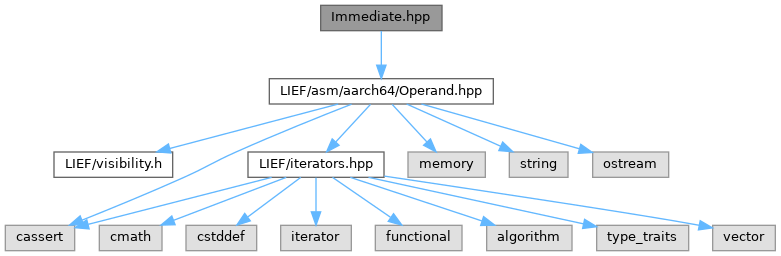 Immediate.hpp
LIEF/asm/aarch64/Operand.hpp
LIEF/visibility.h
LIEF/iterators.hpp
memory
string
ostream
cassert
cmath
cstddef
iterator
functional
algorithm
type_traits
vector